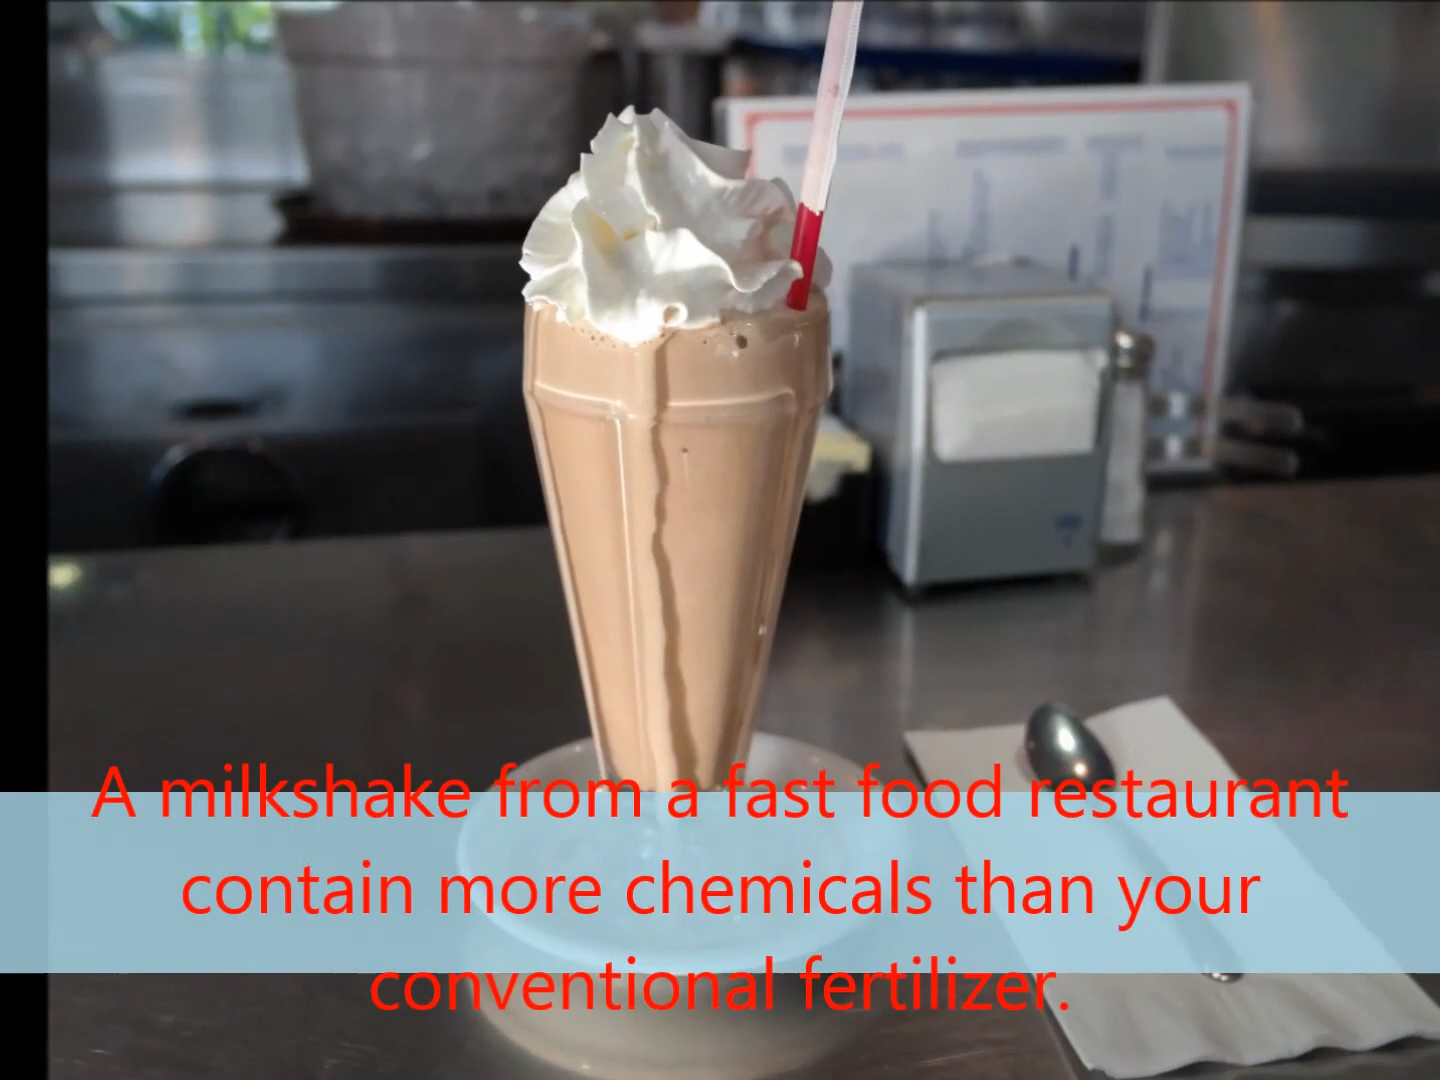 A milkshake from a fast food restaurant
contain more chemicals than your
conventional fertilizer.